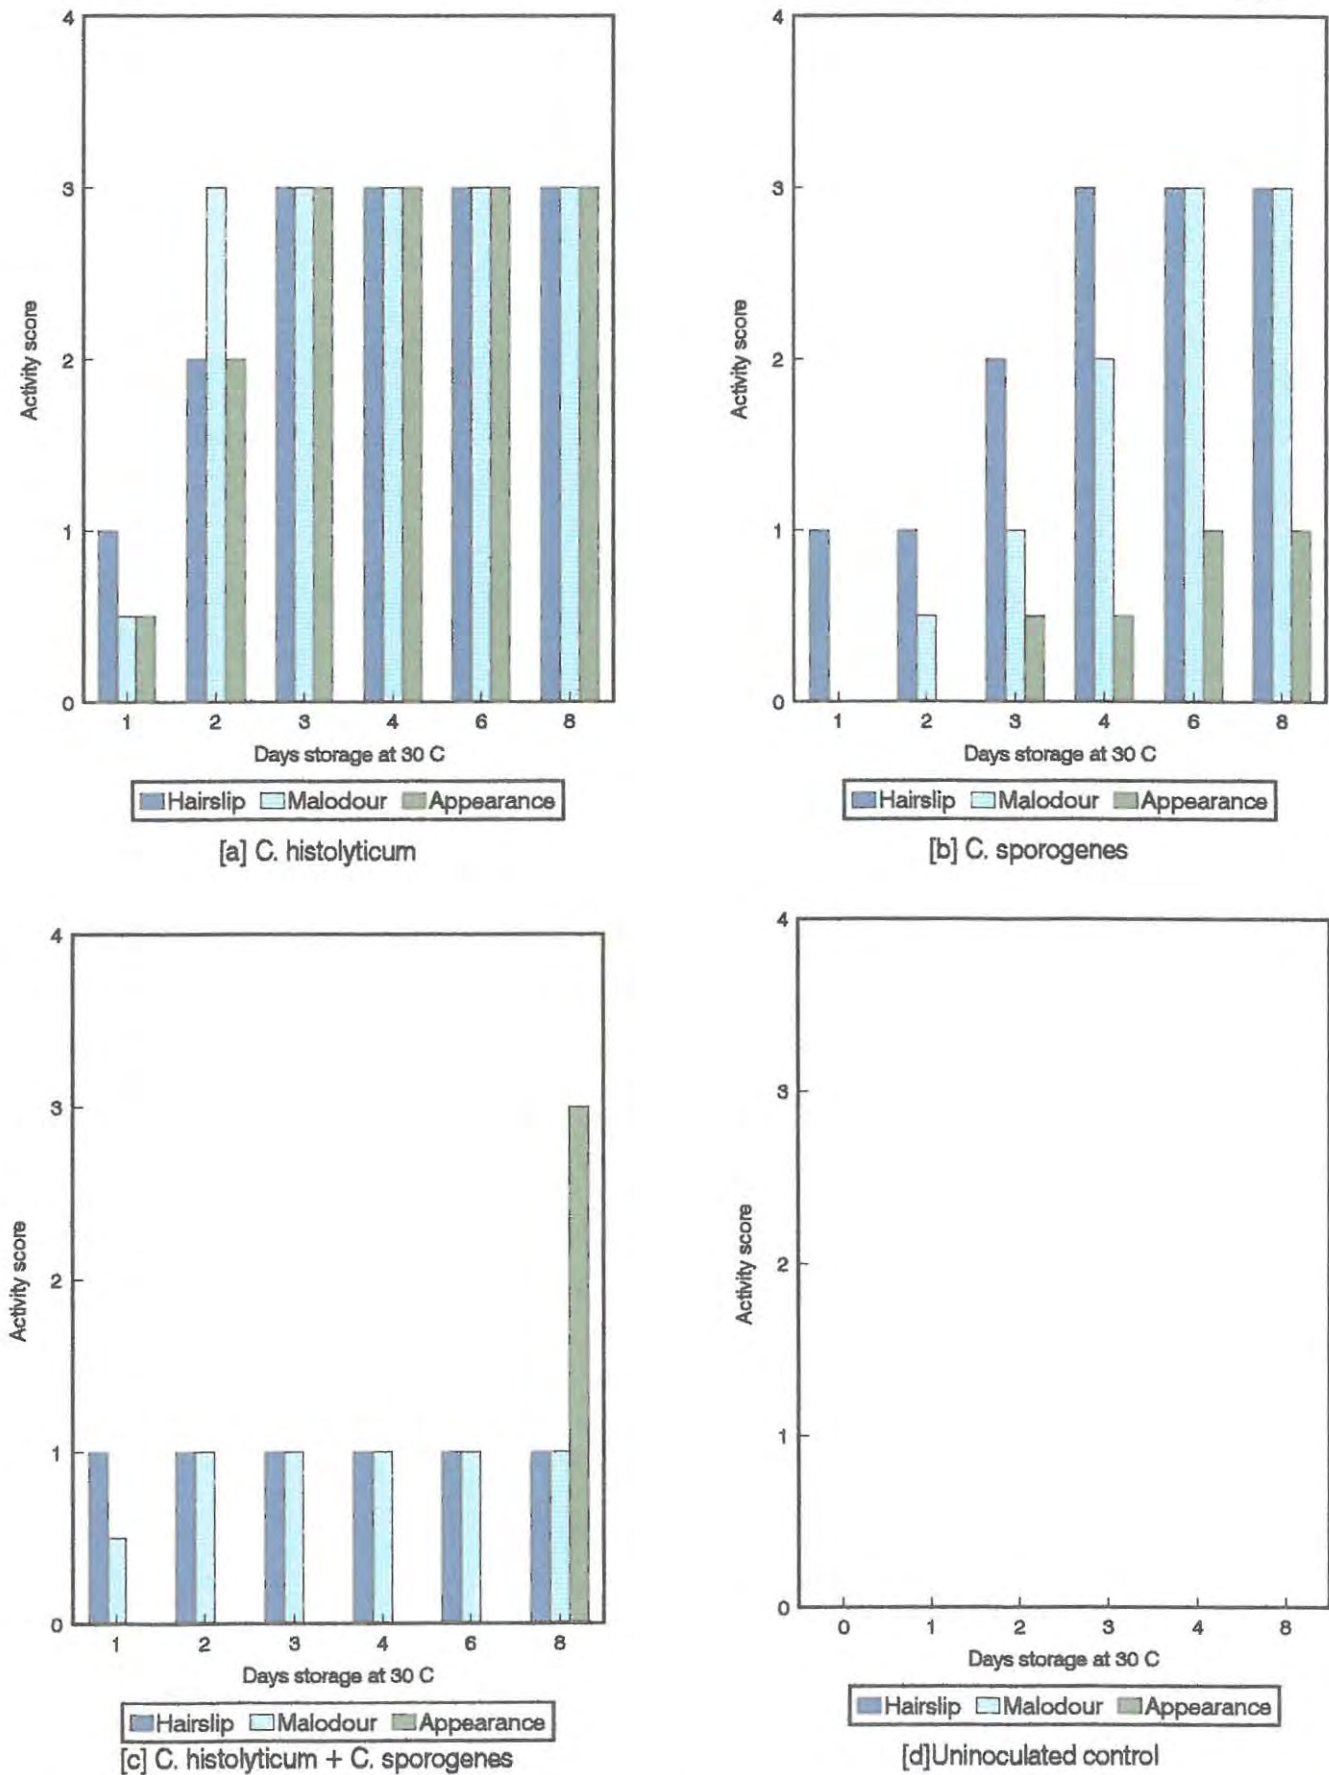 4
3
2
1
0
Activity score
1 2 3 4 6 8
Days storage at 30 C
Hairslip Malodour Appearance
[a] C. histolyticum
4
3
2
1
0
Activity score
1 2 3 4 6 8
Days storage at 30 C
Hairslip Malodour Appearance
[b] C. sporogenes
4
3
2
1
0
Activity score
1 2 3 4 6 8
Days storage at 30 C
Hairslip Malodour Appearance
[c] C. histolyticum + C. sporogenes
4
3
2
1
0
Activity score
0 1 2 3 4 8
Days storage at 30 C
Hairslip Malodour Appearance
[d]Uninoculated control